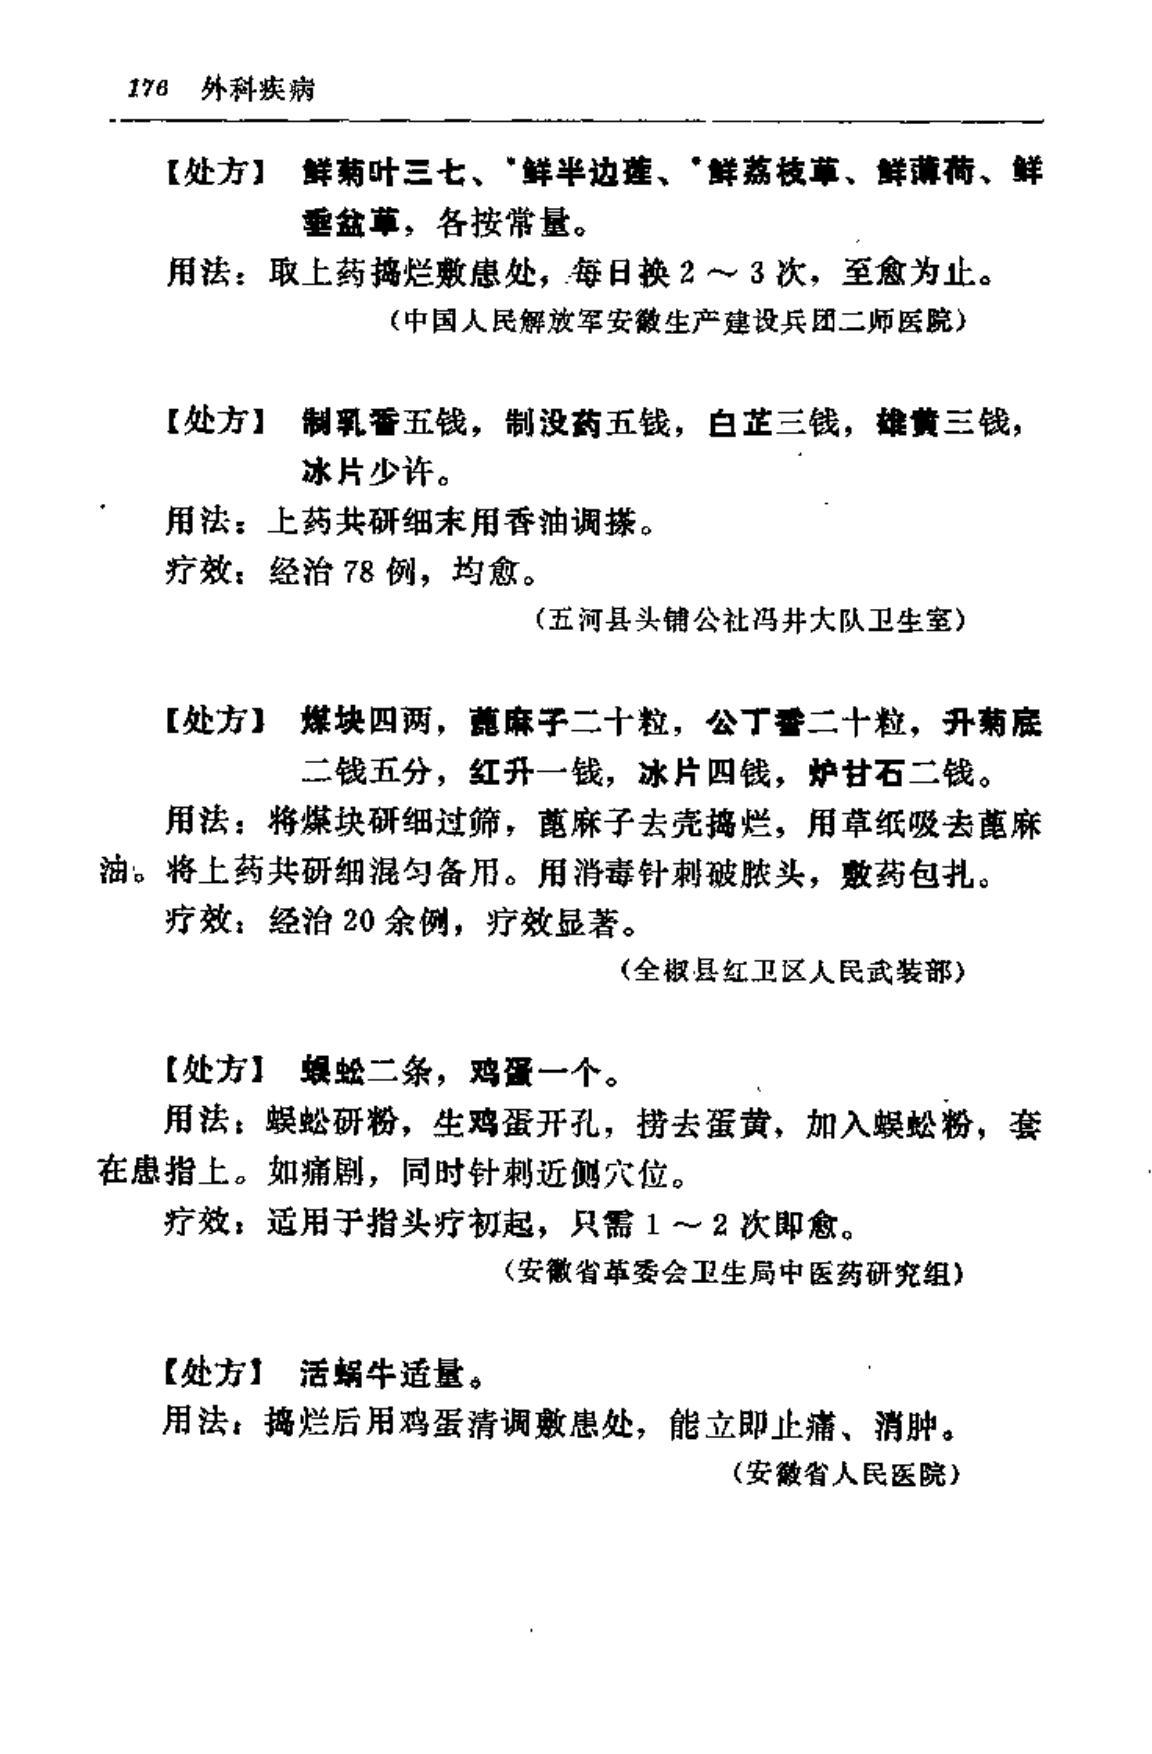 176 外科疾病
【处方】 鲜菊叶三七、*鲜半边莲、*鲜荔枝草、鲜薄荷、鲜
垂盆草，各按常量。
用法：取上药捣烂敷患处，每日换2～3次，至愈为止。
（中国人民解放军安徽生产建设兵团二师医院）
【处方】 制乳香五钱，制没药五钱，白芷三钱，雄黄三钱，
冰片少许。
用法：上药共研细末用香油调搽。
疗效：经治78例，均愈。
（五河县头铺公社冯井大队卫生室）
【处方】 煤块四两，蓖麻子二十粒，公丁香二十粒，升菊底
二钱五分，红升一钱，冰片四钱，炉甘石二钱。
用法：将煤块研细过筛，蓖麻子去壳捣烂，用草纸吸去蓖麻
油。将上药共研细混匀备用。用消毒针刺破脓头，敷药包扎。
疗效：经治20余例，疗效显著。
（全椒县红卫区人民武装部）
【处方】 蜈蚣二条，鸡蛋一个。
用法：蜈蚣研粉，生鸡蛋开孔，捞去蛋黄，加入蜈蚣粉，套
在患指上。如痛剧，同时针刺近侧穴位。
疗效：适用于指头疔初起，只需1～2次即愈。
（安徽省革委会卫生局中医药研究组）
【处方】 活蜗牛适量。
用法：捣烂后用鸡蛋清调敷患处，能立即止痛、消肿。
（安徽省人民医院）